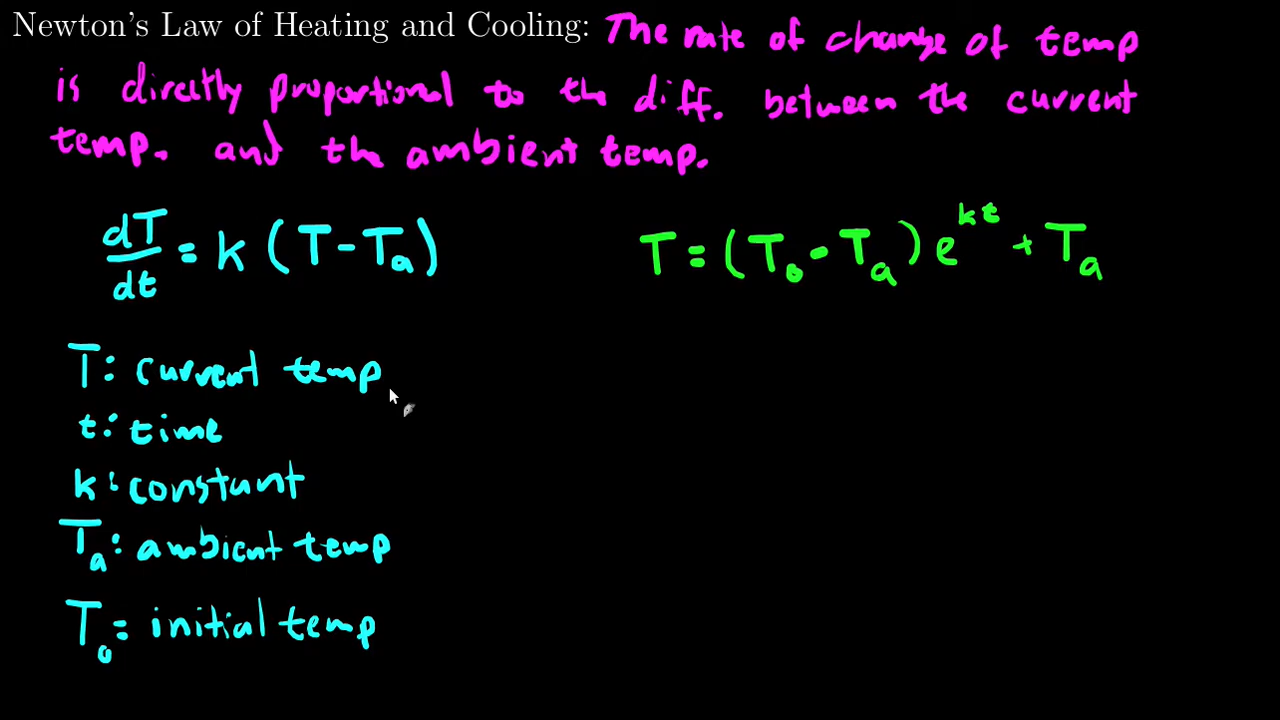 Newton's Law of Heating and Cooling: The rate of change of temp
is directly proportional to the diff. between the current
temp. and the ambient temp.
dT/dt = k (T - Tₐ)
T = (T₀ - Tₐ) e^kt + Tₐ
T: current temp
t: time
k: constant
Tₐ: ambient temp
T₀ = initial temp